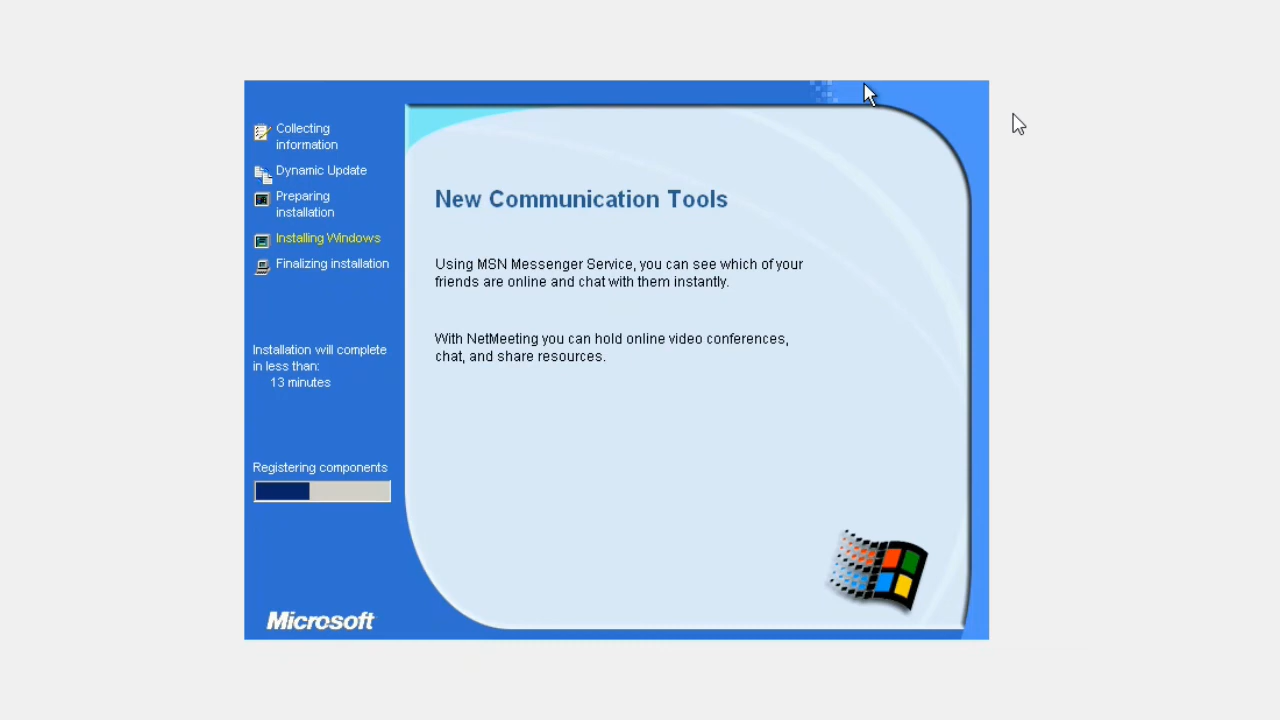 Collecting
information
Dynamic Update
Preparing
installation
Installing Windows
Finalizing installation
Installation will complete
in less than:
13 minutes
Registering components
Microsoft
New Communication Tools
Using MSN Messenger Service, you can see which of your
friends are online and chat with them instantly.
With NetMeeting you can hold online video conferences,
chat, and share resources.